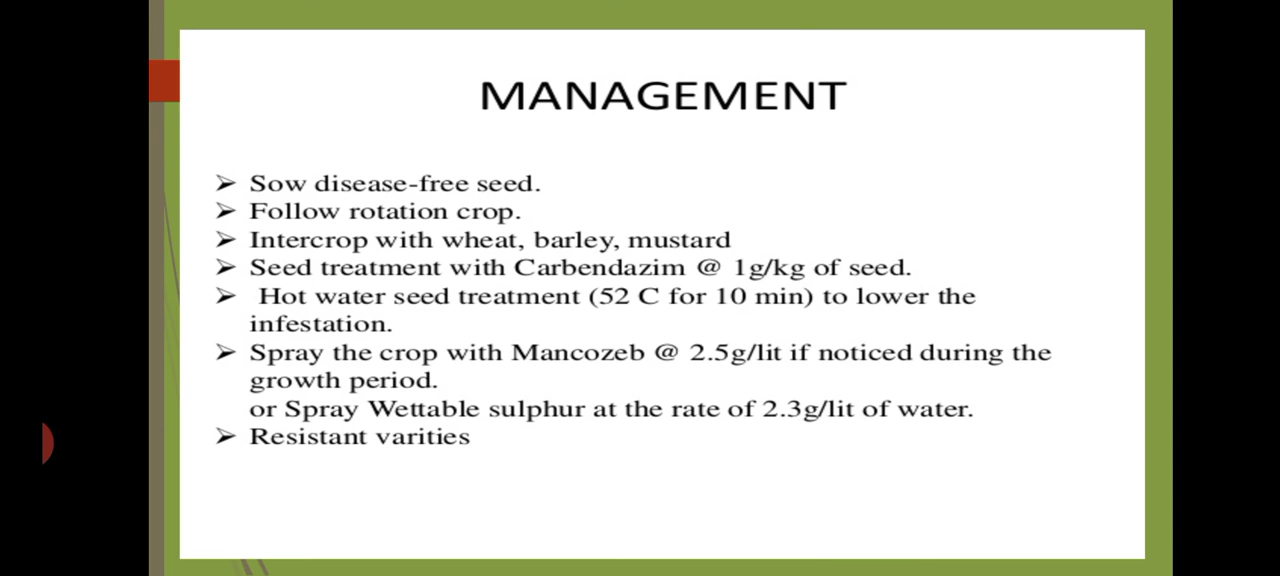 MANAGEMENT
➢ Sow disease-free seed.
➢ Follow rotation crop.
➢ Intercrop with wheat, barley, mustard
➢ Seed treatment with Carbendazim @ 1g/kg of seed.
➢ Hot water seed treatment (52 C for 10 min) to lower the
infestation.
➢ Spray the crop with Mancozeb @ 2.5g/lit if noticed during the
growth period.
or Spray Wettable sulphur at the rate of 2.3g/lit of water.
➢ Resistant varities